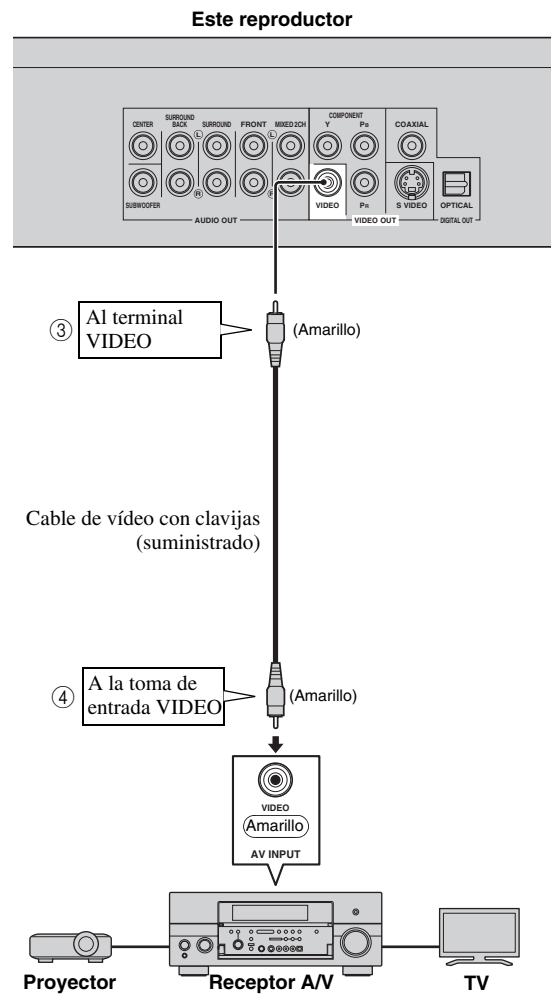 Este reproductor
CENTER
SURROUND BACK
SURROUND
FRONT
MIXED 2CH
COMPONENT
Y
PB
COAXIAL
L
L
R
R
SUBWOOFER
VIDEO
PR
S VIDEO
OPTICAL
AUDIO OUT
VIDEO OUT
DIGITAL OUT
③
Al terminal
VIDEO
(Amarillo)
Cable de vídeo con clavijas
(suministrado)
④
A la toma de
entrada VIDEO
(Amarillo)
VIDEO
Amarillo
AV INPUT
Proyector
Receptor A/V
TV